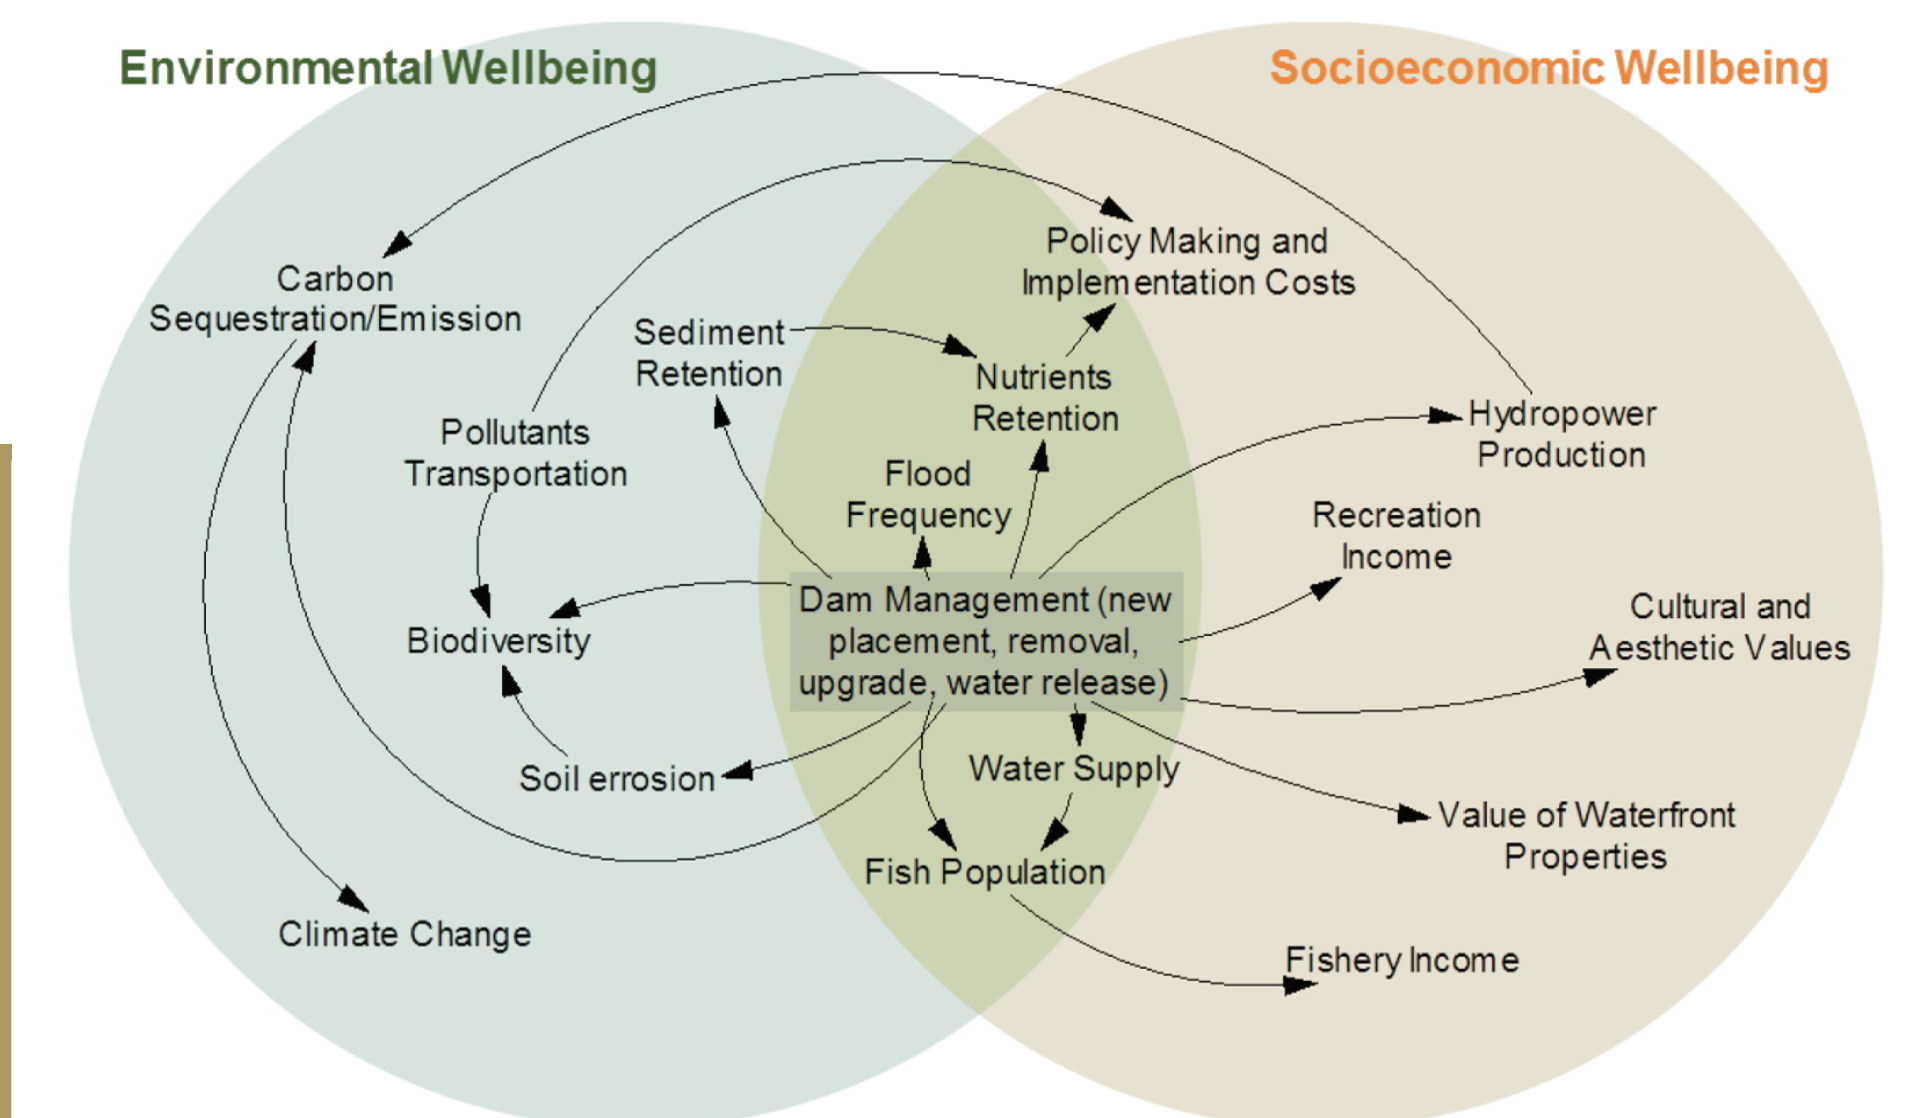 Environmental Wellbeing
Socioeconomic Wellbeing
Policy Making and
Implementation Costs
Carbon
Sequestration/Emission
Sediment
Retention
Nutrients
Retention
Hydropower
Production
Pollutants
Transportation
Flood
Frequency
Recreation
Income
Dam Management (new
placement, removal,
upgrade, water release)
Cultural and
Aesthetic Values
Biodiversity
Soil errosion
Water Supply
Value of Waterfront
Properties
Fish Population
Climate Change
Fishery Income